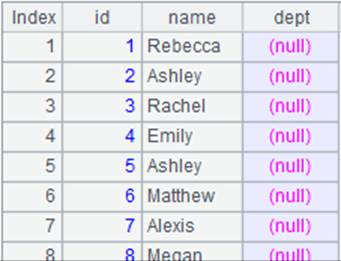 Index id name dept
1 1 Rebecca (null)
2 2 Ashley (null)
3 3 Rachel (null)
4 4 Emily (null)
5 5 Ashley (null)
6 6 Matthew (null)
7 7 Alexis (null)
8 8 Megan (null)